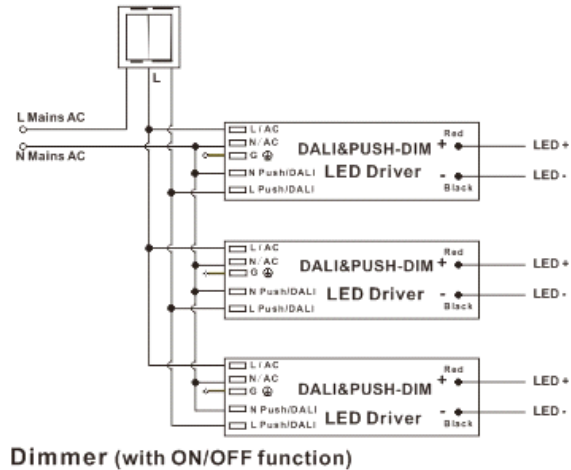 L
L Mains AC
N Mains AC
L/AC
N/AC
G
N Push/DALI
L Push/DALI
DALI&PUSH-DIM
LED Driver
Red
+
-
Black
LED+
LED-
L/AC
N/AC
G
N Push/DALI
L Push/DALI
DALI&PUSH-DIM
LED Driver
Red
+
-
Black
LED+
LED-
L/AC
N/AC
G
N Push/DALI
L Push/DALI
DALI&PUSH-DIM
LED Driver
Red
+
-
Black
LED+
LED-
Dimmer (with ON/OFF function)